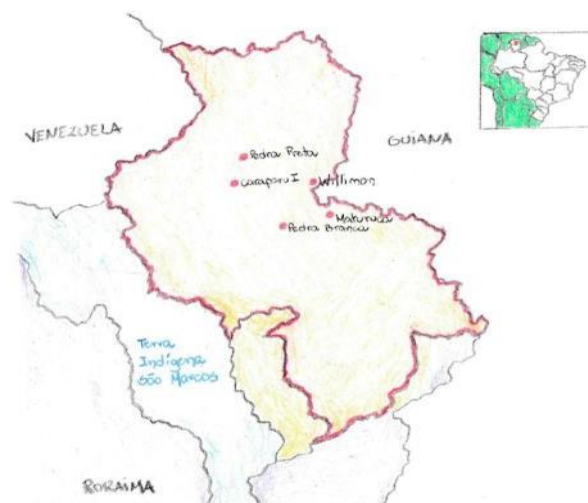 VENEZUELA
GUIANA
Pedra Preta
Caraparu I
Willimon
Maturuca
Pedra Branca
Terra
Indígena
São Marcos
RORAIMA